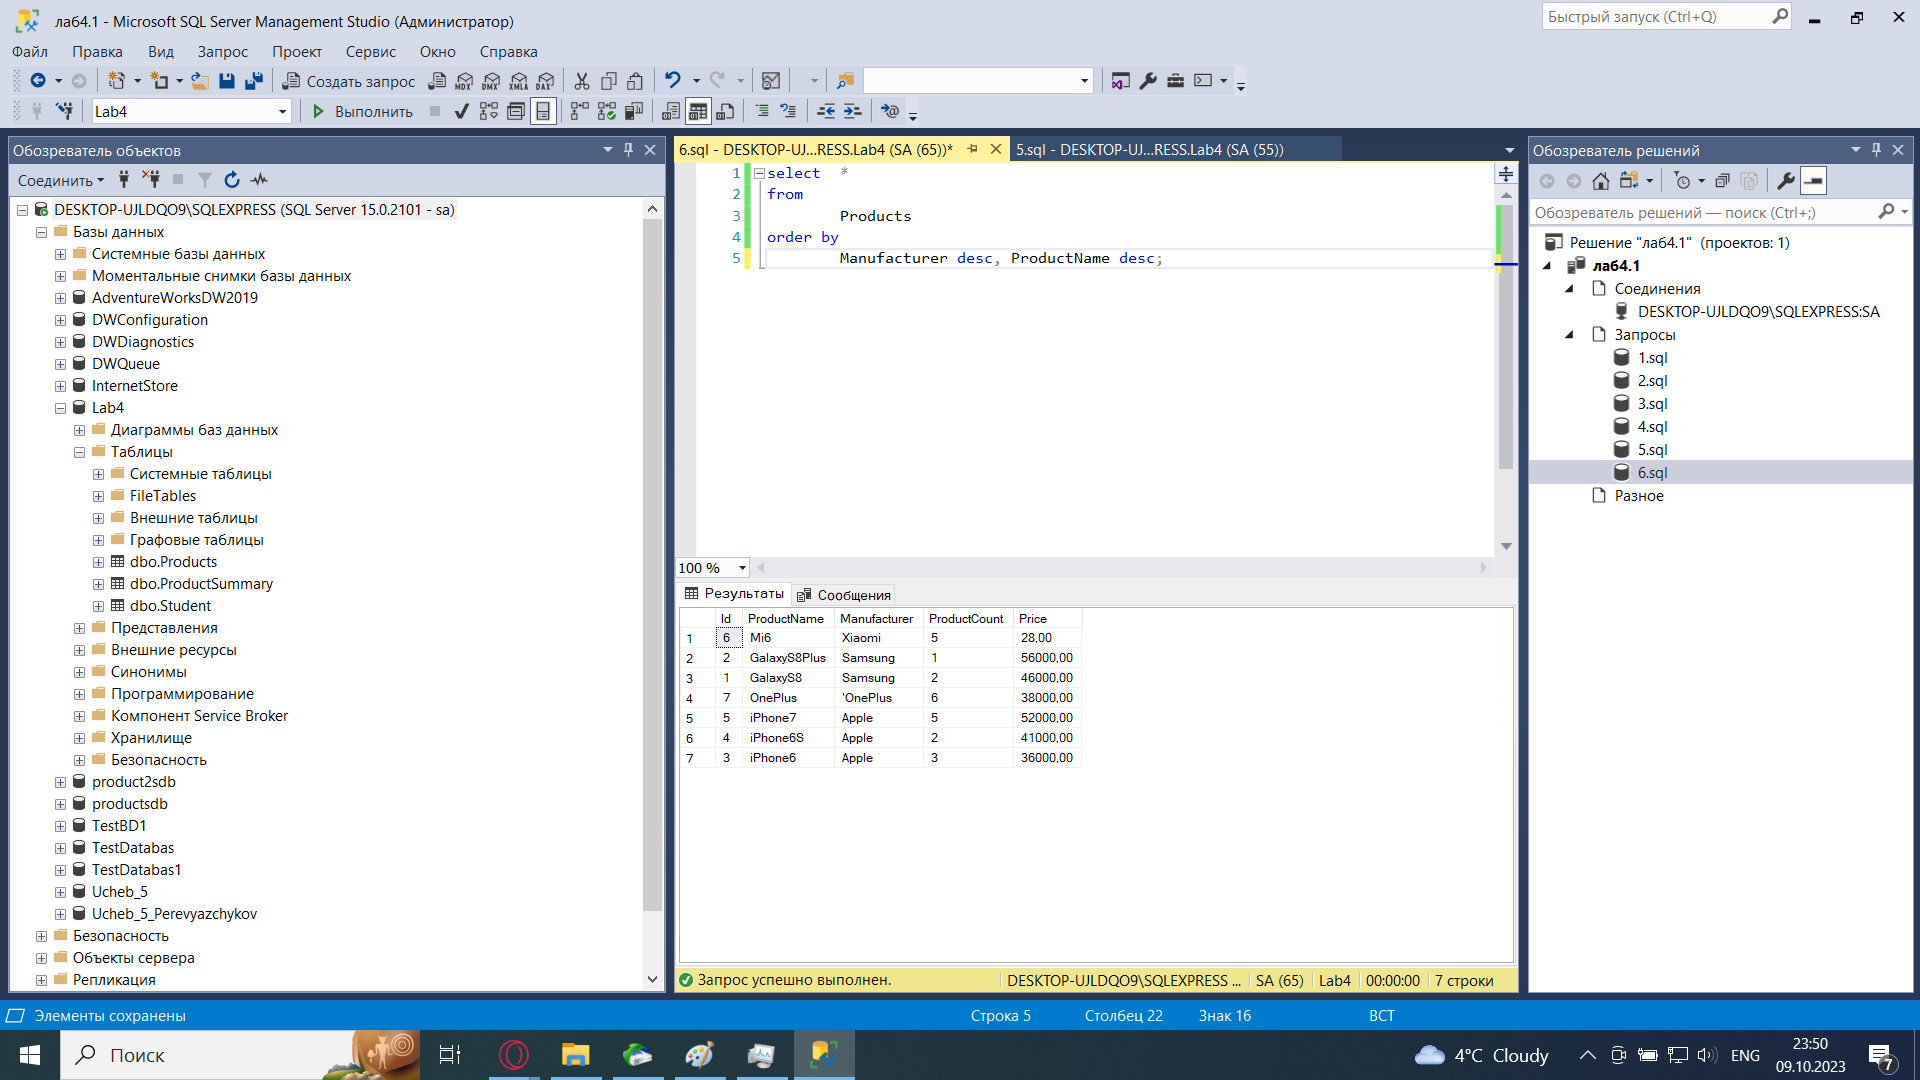 лаб4.1 - Microsoft SQL Server Management Studio (Администратор)
Быстрый запуск (Ctrl+Q)
Файл Правка Вид Запрос Проект Сервис Окно Справка
Создать запрос MDX DMX XMLA DAX
Lab4 Выполнить
Обозреватель объектов
Соединить
DESKTOP-UJLDQO9\SQLEXPRESS (SQL Server 15.0.2101 - sa)
Базы данных
Системные базы данных
Моментальные снимки базы данных
AdventureWorksDW2019
DWConfiguration
DWDiagnostics
DWQueue
InternetStore
Lab4
Диаграммы баз данных
Таблицы
Системные таблицы
FileTables
Внешние таблицы
Графовые таблицы
dbo.Products
dbo.ProductSummary
dbo.Student
Представления
Внешние ресурсы
Синонимы
Программирование
Компонент Service Broker
Хранилище
Безопасность
product2sdb
productsdb
TestBD1
TestDatabas
TestDatabas1
Ucheb_5
Ucheb_5_Perevyazchykov
Безопасность
Объекты сервера
Репликация
6.sql - DESKTOP-UJ...RESS.Lab4 (SA (65))* 5.sql - DESKTOP-UJ...RESS.Lab4 (SA (55))
1 select *
2 from
3 Products
4 order by
5 Manufacturer desc, ProductName desc;
100 %
Результаты Сообщения
Id ProductName Manufacturer ProductCount Price
1 6 Mi6 Xiaomi 5 28,00
2 2 GalaxyS8Plus Samsung 1 56000,00
3 1 GalaxyS8 Samsung 2 46000,00
4 7 OnePlus 'OnePlus 6 38000,00
5 5 iPhone7 Apple 5 52000,00
6 4 iPhone6S Apple 2 41000,00
7 3 iPhone6 Apple 3 36000,00
Запрос успешно выполнен. DESKTOP-UJLDQO9\SQLEXPRESS ... SA (65) Lab4 00:00:00 7 строки
Обозреватель решений
Обозреватель решений — поиск (Ctrl+;)
Решение "лаб4.1" (проектов: 1)
лаб4.1
Соединения
DESKTOP-UJLDQO9\SQLEXPRESS:SA
Запросы
1.sql
2.sql
3.sql
4.sql
5.sql
6.sql
Разное
Элементы сохранены Строка 5 Столбец 22 Знак 16 ВСТ
Поиск
4°C Cloudy
ENG
23:50
09.10.2023
7